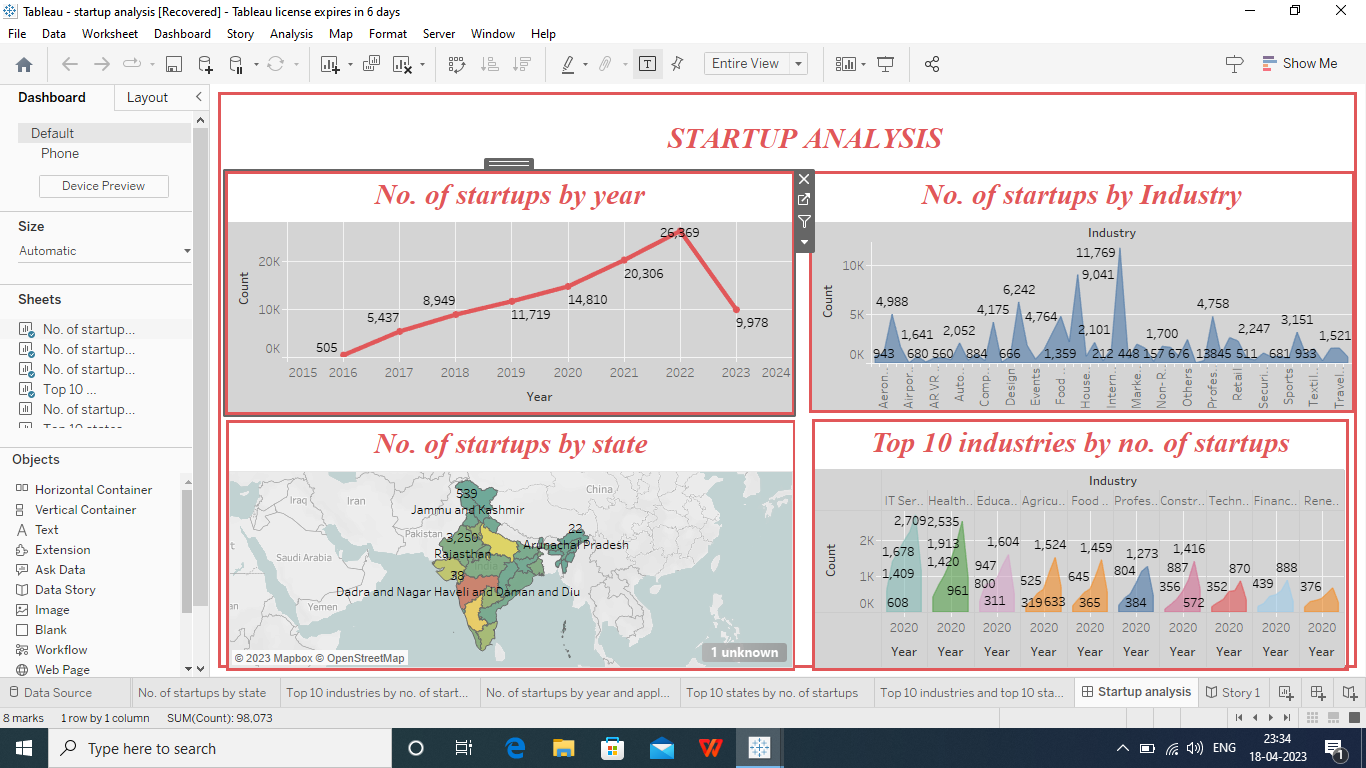 Tableau - startup analysis [Recovered] - Tableau license expires in 6 days
File Data Worksheet Dashboard Story Analysis Map Format Server Window Help
Entire View
Show Me
Dashboard Layout
Default
Phone
Device Preview
Size
Automatic
Sheets
No. of startup...
No. of startup...
No. of startup...
Top 10 ...
No. of startup...
Top 10 states
Objects
Horizontal Container
Vertical Container
Text
Extension
Ask Data
Data Story
Image
Blank
Workflow
Web Page
STARTUP ANALYSIS
No. of startups by year
Count
20K
10K
0K
505
5,437
8,949
11,719
14,810
20,306
26,369
9,978
2015 2016 2017 2018 2019 2020 2021 2022 2023 2024
Year
No. of startups by Industry
Industry
Count
10K
5K
0K
11,769
9,041
6,242
4,988
4,175
4,764
4,758
3,151
1,641
2,052
2,101
1,700
2,247
1,521
943 680 560 884 666 1,359 212 448 157 676 13845 511 681 933
Aeron.. Airpor.. AR VR .. Auto.. Comp.. Design Events Food .. House.. Intern.. Marke.. Non- R.. Others Profes.. Retail Securi.. Sports Textil.. Travel..
No. of startups by state
Iraq
Iran
China
Pakistan
Saudi Arabia
India
Yemen
539
Jammu and Kashmir
3,250
Rajasthan
22
Arunachal Pradesh
38
Dadra and Nagar Haveli and Daman and Diu
© 2023 Mapbox © OpenStreetMap
1 unknown
Top 10 industries by no. of startups
Industry
IT Ser.. Health.. Educa.. Agricu.. Food .. Profes.. Constr.. Techn.. Financ.. Rene..
Count
2K
1K
0K
2,709 2,535
1,678 1,913 1,604 1,524 1,459 1,273 1,416
1,409 1,420 947 525 645 804 887 870 888
961 800 356 352 439 376
608 311 319 633 365 384 572
2020 2020 2020 2020 2020 2020 2020 2020 2020 2020
Year Year Year Year Year Year Year Year Year Year
Data Source No. of startups by state Top 10 industries by no. of start... No. of startups by year and appl... Top 10 states by no. of startups Top 10 industries and top 10 sta... Startup analysis Story 1
8 marks 1 row by 1 column SUM(Count): 98,073
Type here to search
ENG
23:34
18-04-2023
1